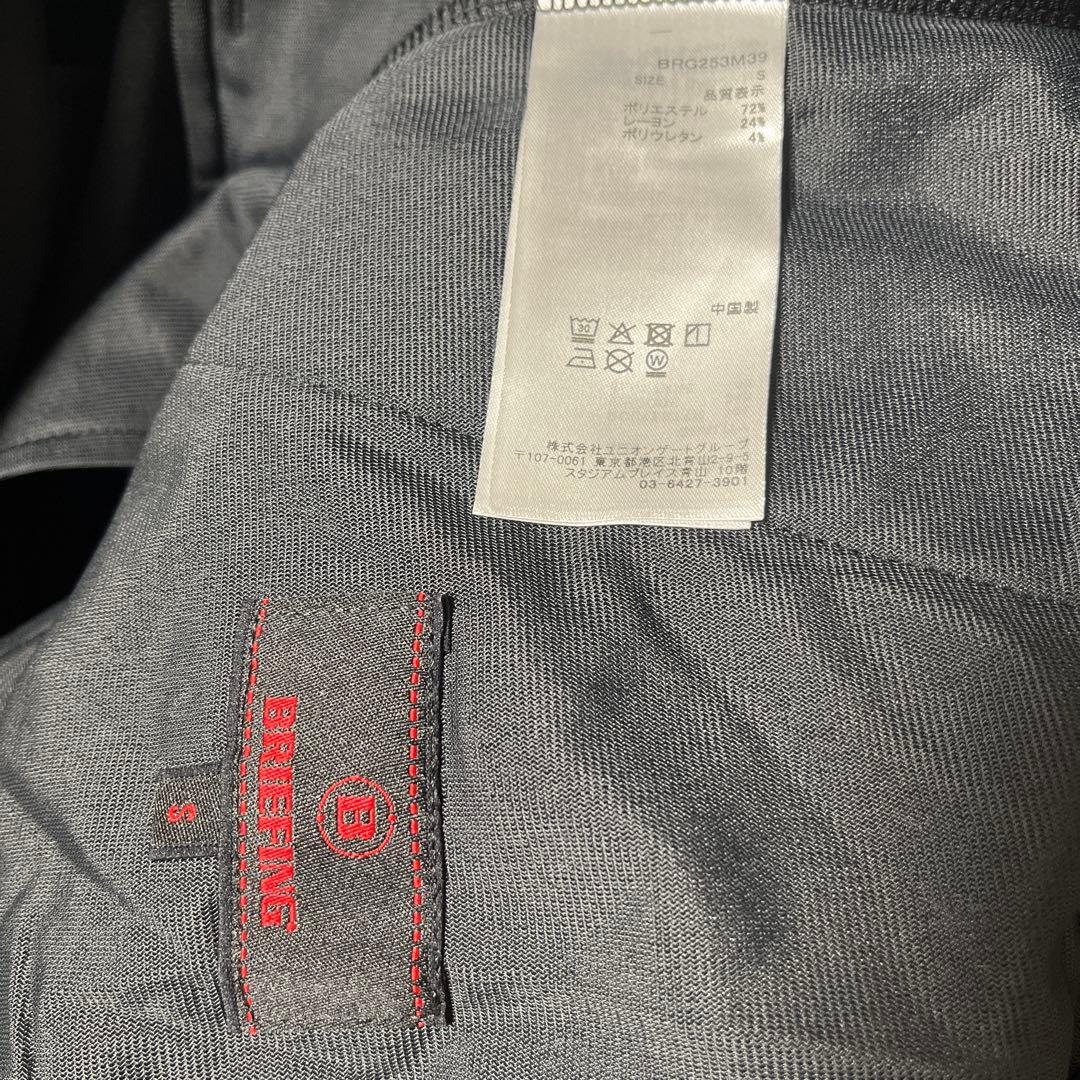 BRG253M39
SIZE S
品質表示
ポリエステル 72%
レーヨン 24%
ポリウレタン 4%
中国製
30
W
株式会社ユニオンゲートグループ
〒107-0061 東京都港区北青山2-9-5
スタジアムプレイス青山 10階
03-6427-3901
B
BRIEFING
S